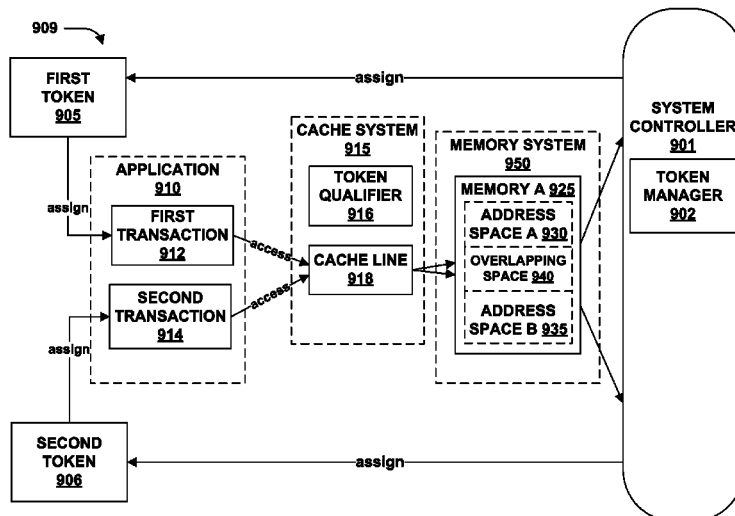 909
FIRST
TOKEN
905
assign
assign
APPLICATION
910
FIRST
TRANSACTION
912
SECOND
TRANSACTION
914
access
access
CACHE SYSTEM
915
TOKEN
QUALIFIER
916
CACHE LINE
918
MEMORY SYSTEM
950
MEMORY A 925
ADDRESS
SPACE A 930
OVERLAPPING
SPACE 940
ADDRESS
SPACE B 935
SYSTEM
CONTROLLER
901
TOKEN
MANAGER
902
assign
SECOND
TOKEN
906
assign